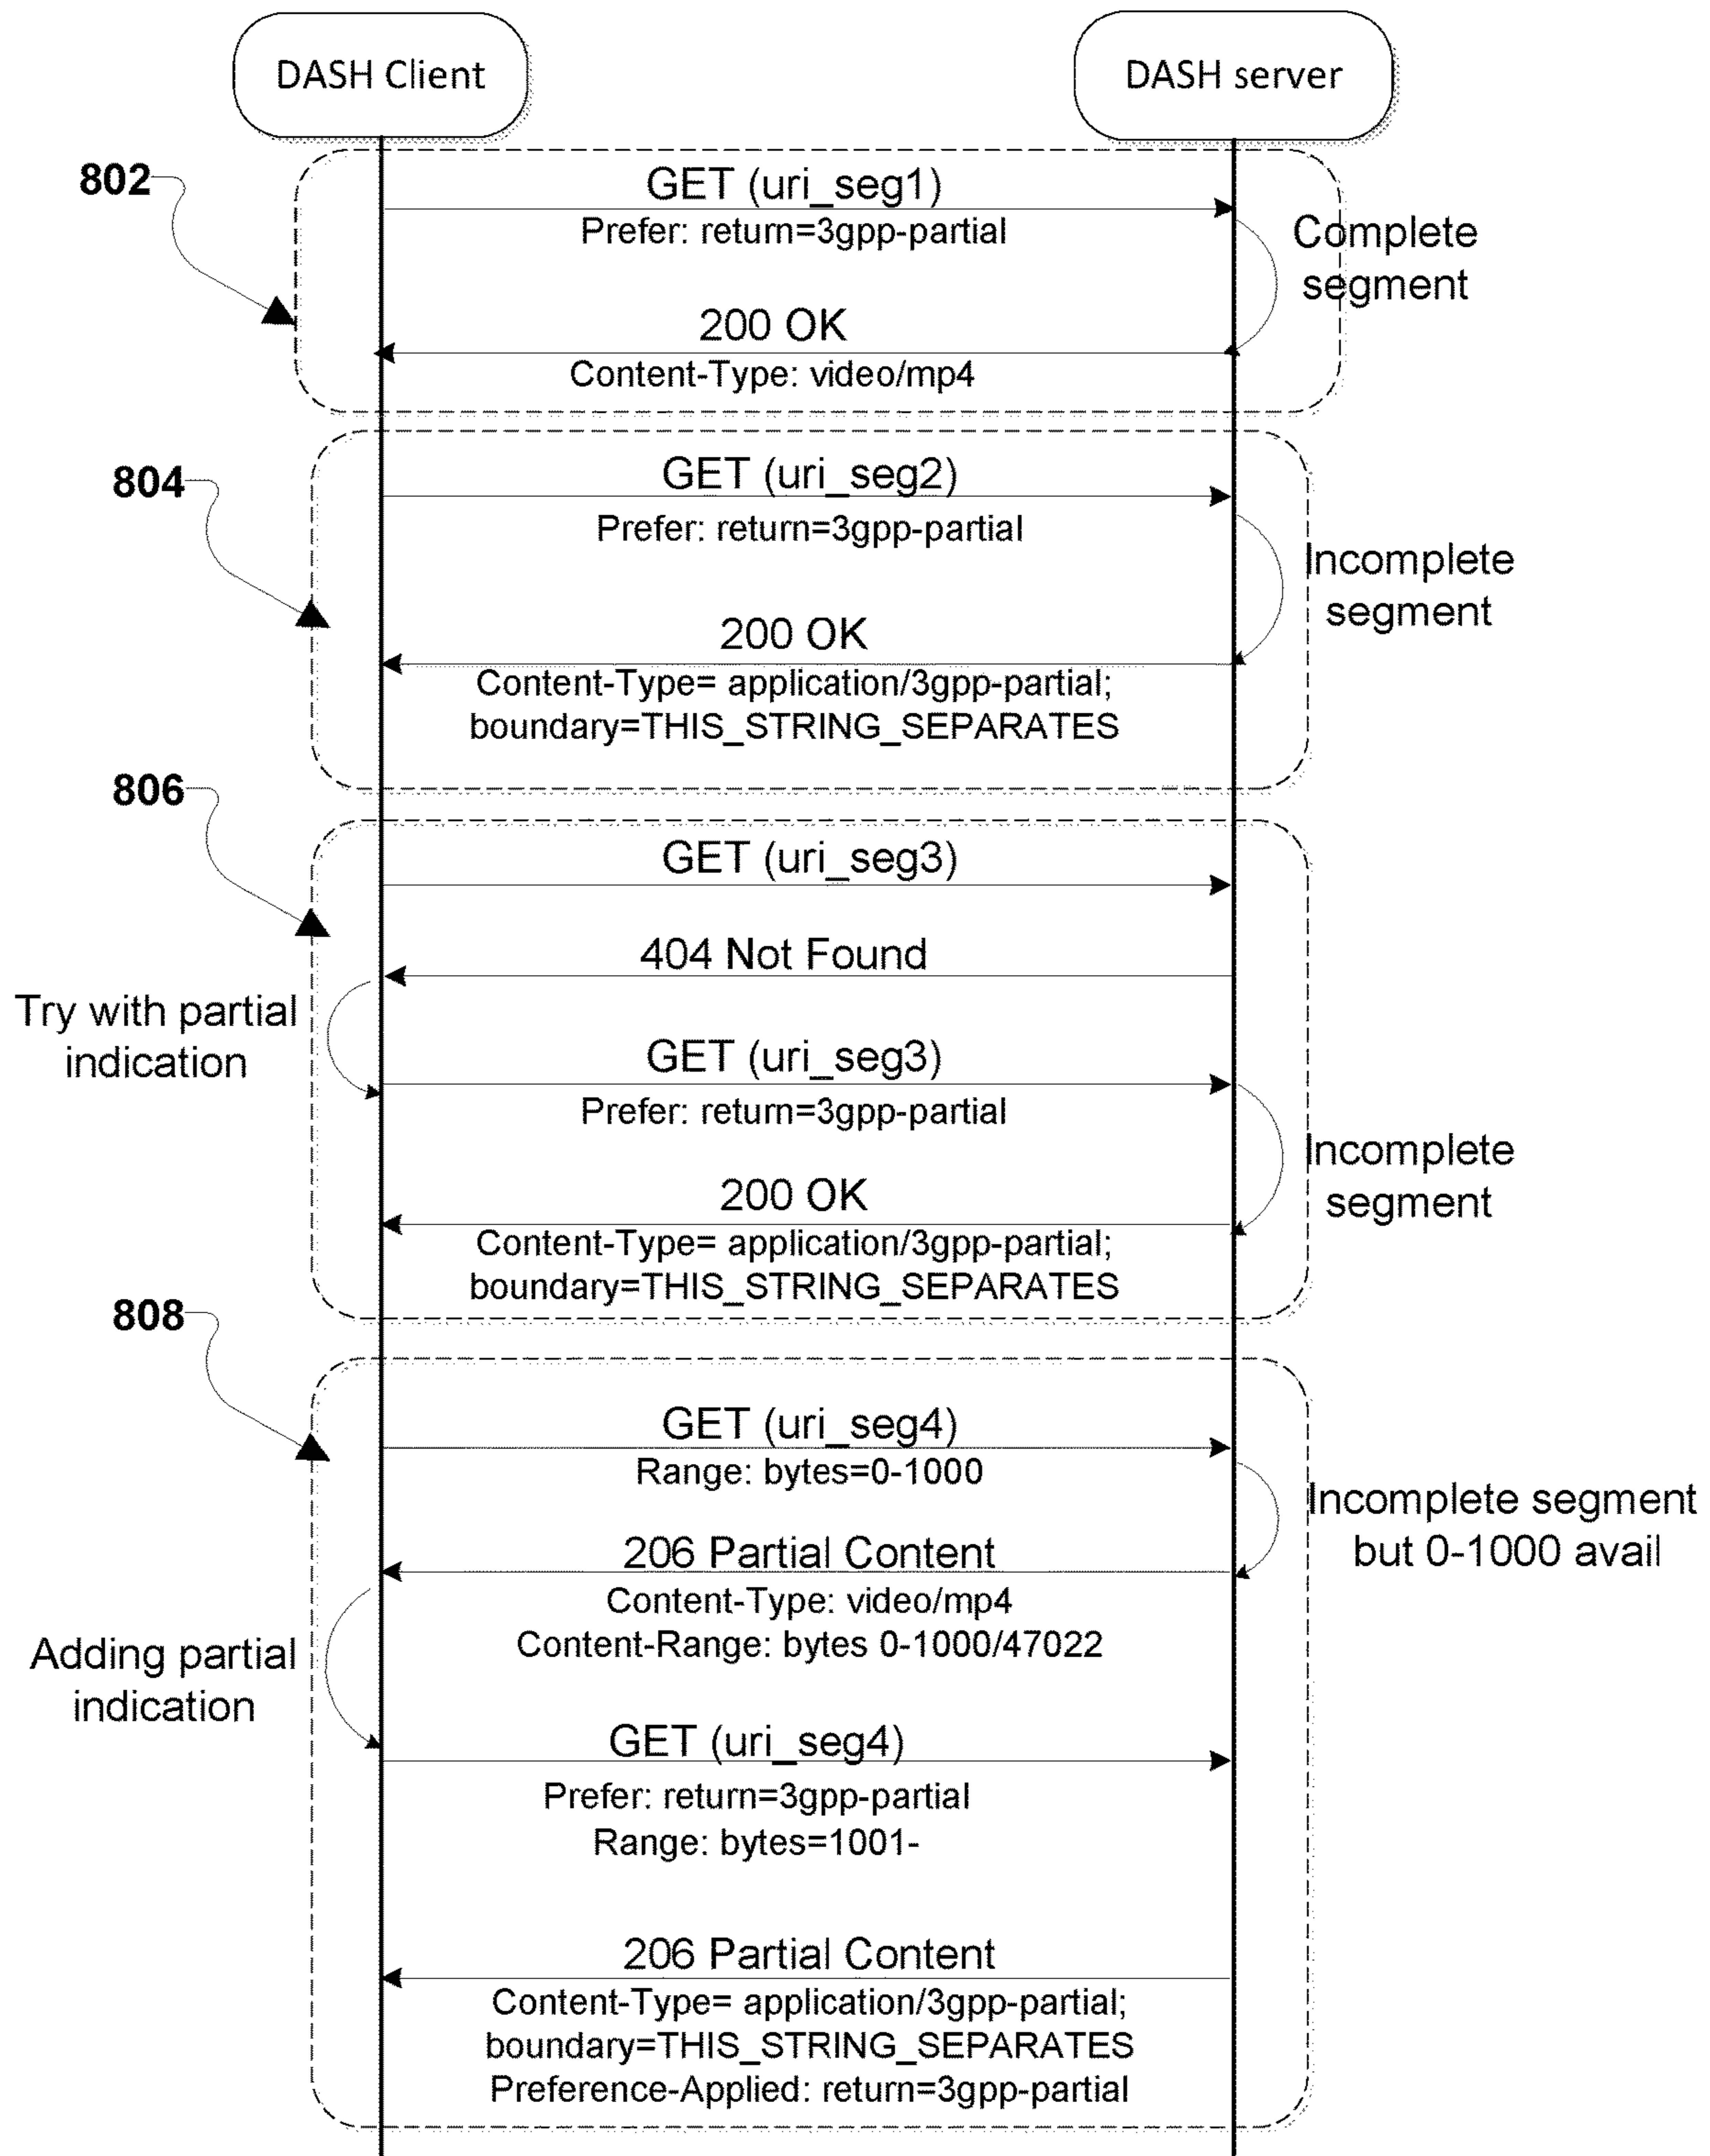 DASH Client
DASH server
802
GET (uri_seg1)
Prefer: return=3gpp-partial
Complete
segment
200 OK
Content-Type: video/mp4
804
GET (uri_seg2)
Prefer: return=3gpp-partial
Incomplete
segment
200 OK
Content-Type= application/3gpp-partial;
boundary=THIS_STRING_SEPARATES
806
GET (uri_seg3)
404 Not Found
Try with partial
indication
GET (uri_seg3)
Prefer: return=3gpp-partial
Incomplete
segment
200 OK
Content-Type= application/3gpp-partial;
boundary=THIS_STRING_SEPARATES
808
GET (uri_seg4)
Range: bytes=0-1000
Incomplete segment
but 0-1000 avail
206 Partial Content
Content-Type: video/mp4
Content-Range: bytes 0-1000/47022
Adding partial
indication
GET (uri_seg4)
Prefer: return=3gpp-partial
Range: bytes=1001-
206 Partial Content
Content-Type= application/3gpp-partial;
boundary=THIS_STRING_SEPARATES
Preference-Applied: return=3gpp-partial